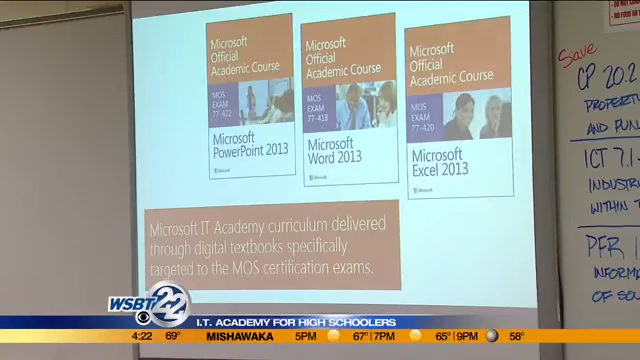 Microsoft
Official
Academic Course
MOS
EXAM
77-422
Microsoft
PowerPoint 2013
Microsoft
Microsoft
Official
Academic Course
MOS
EXAM
77-418
Microsoft
Word 2013
Microsoft
Microsoft
Official
Academic Course
MOS
EXAM
77-420
Microsoft
Excel 2013
Microsoft
Microsoft IT Academy curriculum delivered
through digital textbooks specifically
targeted to the MOS certification exams.
Save
CP 20.2
PROPERTY
AND FUN
ICT 7.1-
INDUSTR
WITHIN T
PFR 1
INFORMA
OF SOL
WSBT 22
I.T. ACADEMY FOR HIGH SCHOOLERS
4:22 69° MISHAWAKA 5PM 67° 7PM 65° 9PM 58°